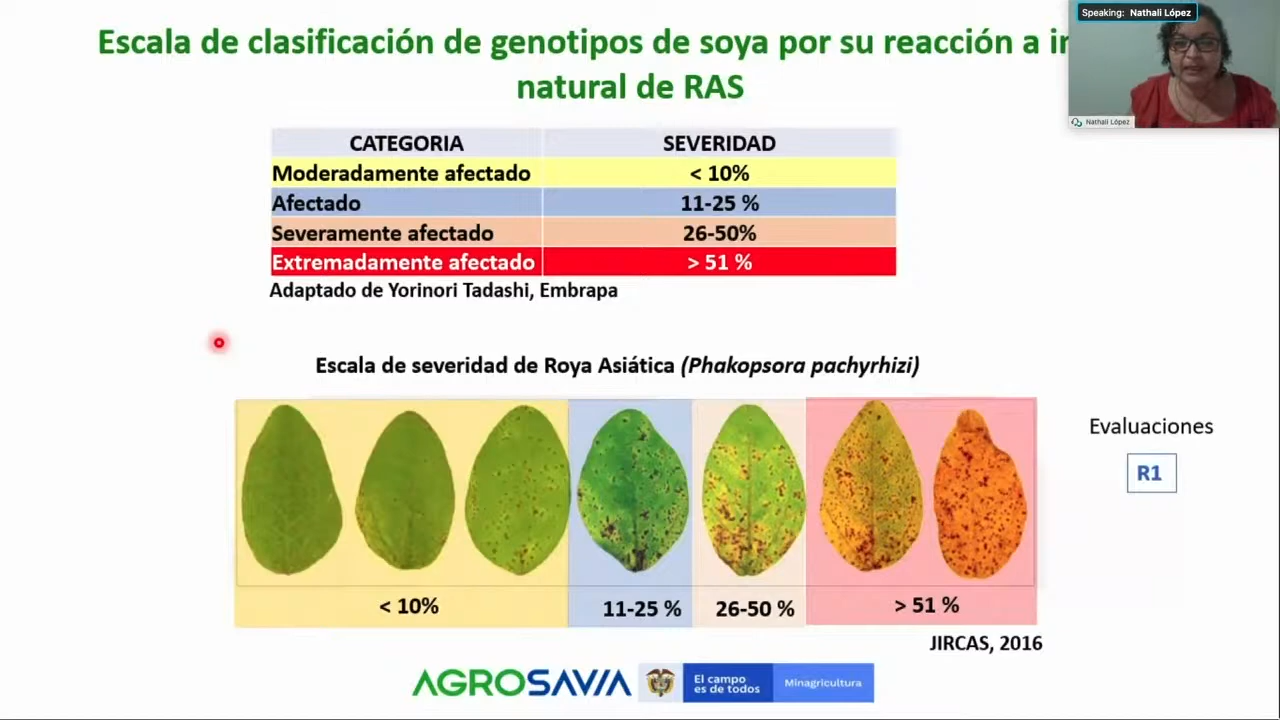 Speaking: Nathali López
Escala de clasificación de genotipos de soya por su reacción a
natural de RAS
Nathali López
CATEGORIA SEVERIDAD
Moderadamente afectado < 10%
Afectado 11-25 %
Severamente afectado 26-50%
Extremadamente afectado > 51 %
Adaptado de Yorinori Tadashi, Embrapa
Escala de severidad de Roya Asiática (Phakopsora pachyrhizi)
Evaluaciones
R1
< 10% 11-25 % 26-50 % > 51 %
JIRCAS, 2016
AGROSAVIA
El campo
es de todos
Minagricultura